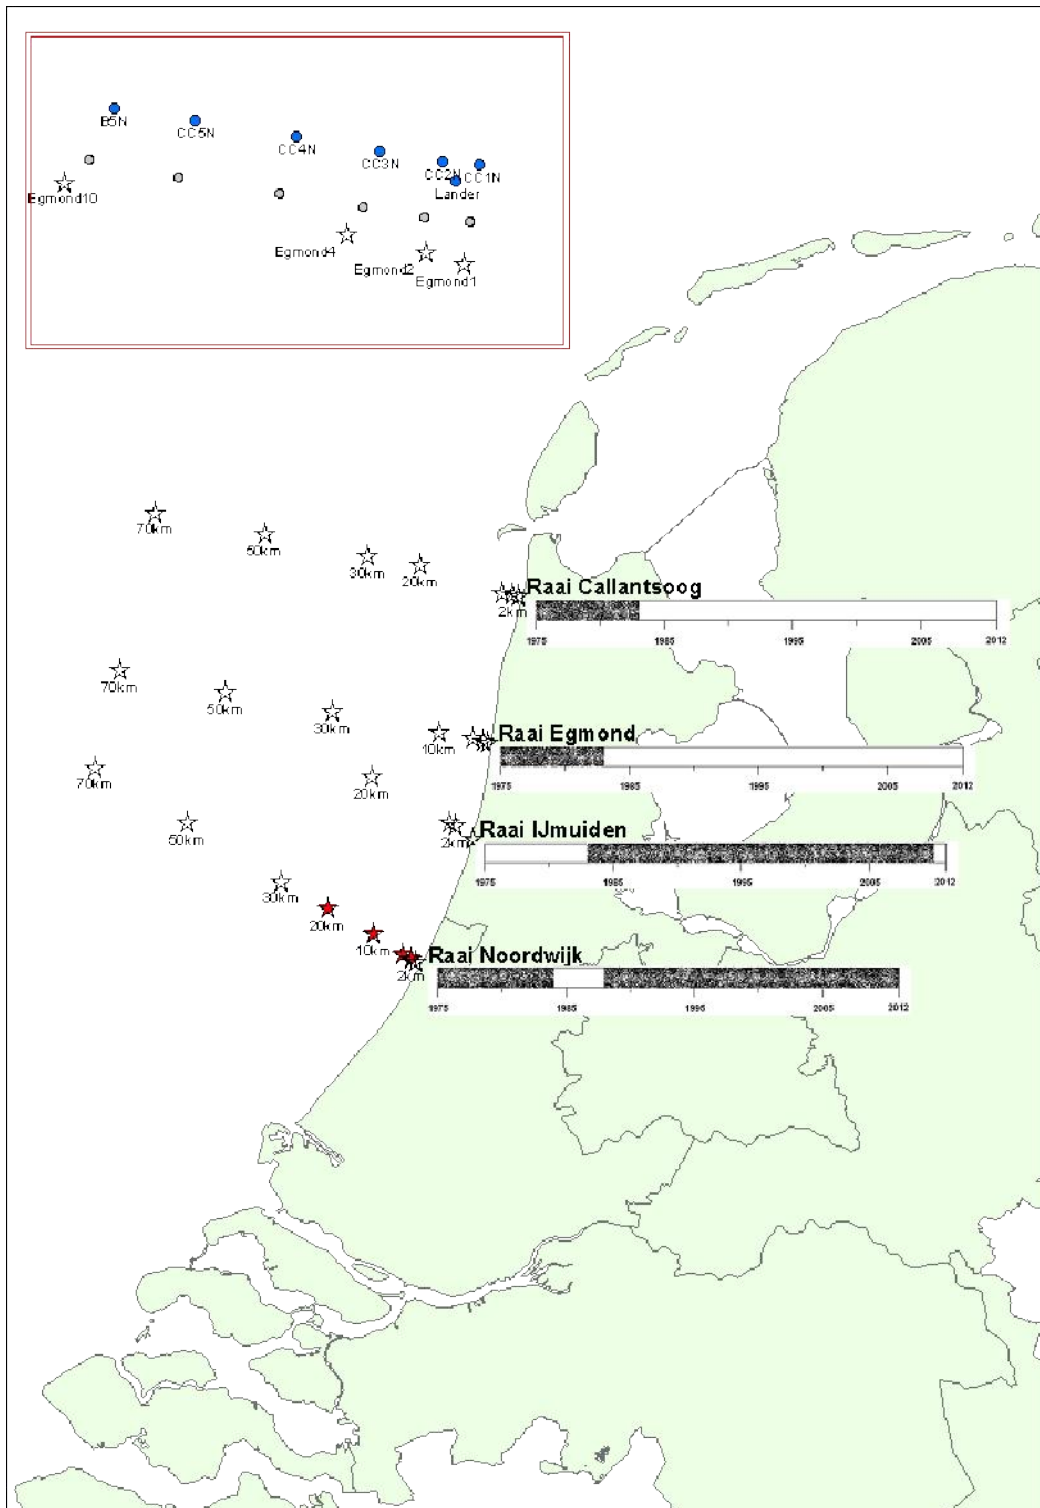 B5N
CC5N
CC4N
CC3N
CC2N
CC1N
Lander
Egmond10
Egmond4
Egmond2
Egmond1
70km
50km
30km
20km
2km
Raai Callantsoog
1975 1985 1995 2005 2012
70km
50km
30km
10km
Raai Egmond
1975 1985 1995 2005 2012
70km
50km
20km
2km
Raai IJmuiden
1975 1985 1995 2005 2012
30km
20km
10km
2km
Raai Noordwijk
1975 1985 1995 2005 2012